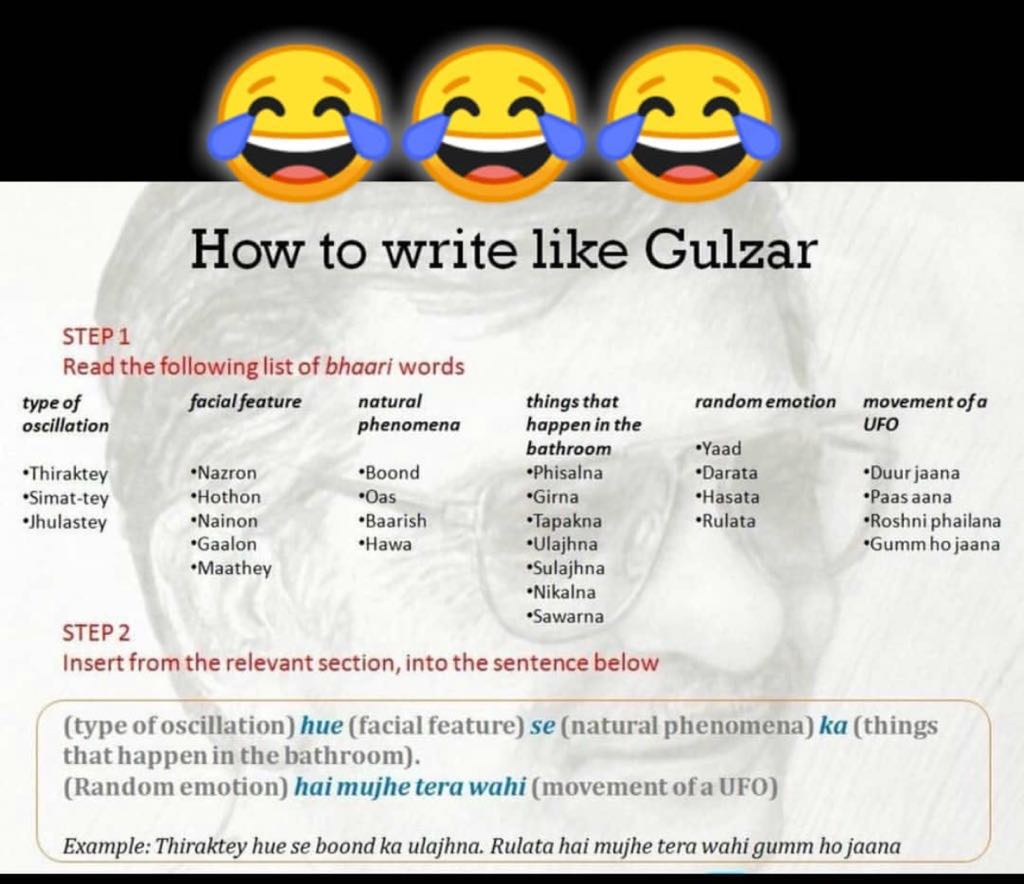 How to write like Gulzar
STEP 1
Read the following list of bhaari words
type of oscillation
•Thiraktey
•Simat-tey
•Jhulastey
facial feature
•Nazron
•Hothon
•Nainon
•Gaalon
•Maathey
natural phenomena
•Boond
•Oas
•Baarish
•Hawa
things that happen in the bathroom
•Phisalna
•Girna
•Tapakna
•Ulajhna
•Sulajhna
•Nikalna
•Sawarna
random emotion
•Yaad
•Darata
•Hasata
•Rulata
movement of a UFO
•Duur jaana
•Paas aana
•Roshni phailana
•Gumm ho jaana
STEP 2
Insert from the relevant section, into the sentence below
(type of oscillation) hue (facial feature) se (natural phenomena) ka (things
that happen in the bathroom).
(Random emotion) hai mujhe tera wahi (movement of a UFO)
Example: Thiraktey hue se boond ka ulajhna. Rulata hai mujhe tera wahi gumm ho jaana